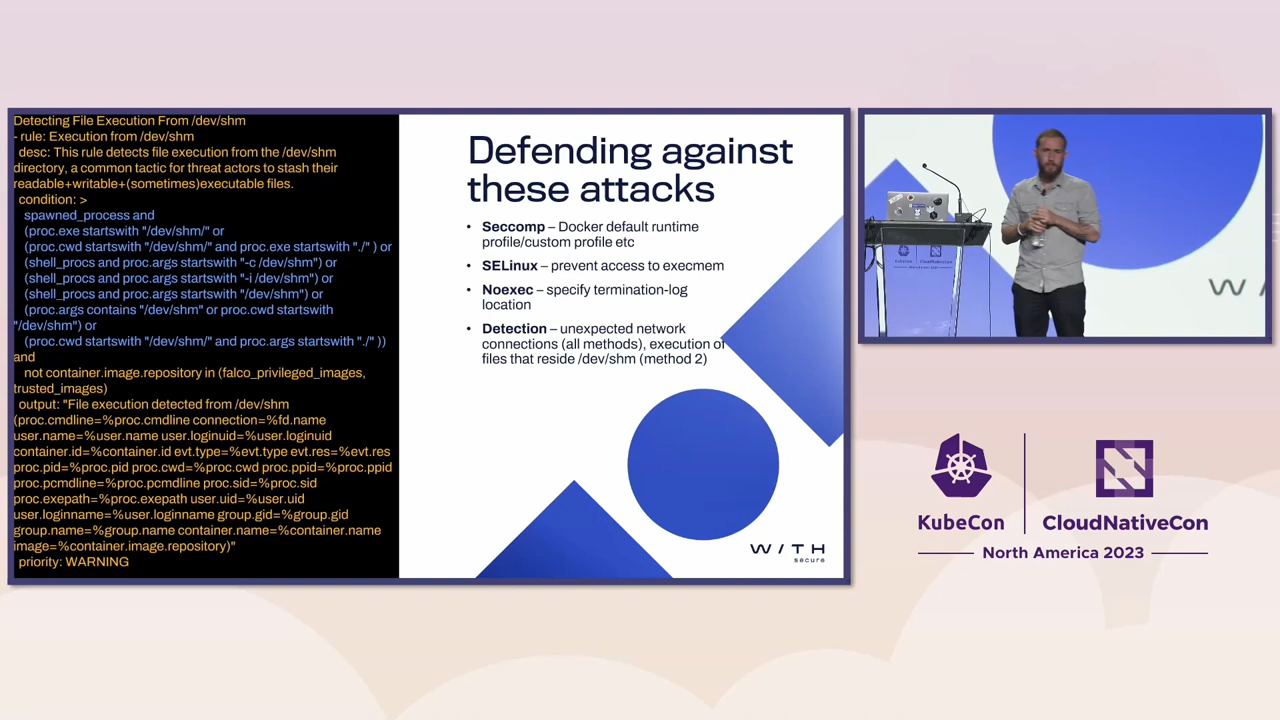 Detecting File Execution From /dev/shm
- rule: Execution from /dev/shm
desc: This rule detects file execution from the /dev/shm
directory, a common tactic for threat actors to stash their
readable+writable+(sometimes)executable files.
condition: >
spawned_process and
(proc.exe startswith "/dev/shm/" or
(proc.cwd startswith "/dev/shm/" and proc.exe startswith "./" ) or
(shell_procs and proc.args startswith "-c /dev/shm") or
(shell_procs and proc.args startswith "-i /dev/shm") or
(shell_procs and proc.args startswith "/dev/shm") or
(proc.args contains "/dev/shm" or proc.cwd startswith
"/dev/shm") or
(proc.cwd startswith "/dev/shm/" and proc.args startswith "./" ))
and
not container.image.repository in (falco_privileged_images,
trusted_images)
output: "File execution detected from /dev/shm
(proc.cmdline=%proc.cmdline connection=%fd.name
user.name=%user.name user.loginuid=%user.loginuid
container.id=%container.id evt.type=%evt.type evt.res=%evt.res
proc.pid=%proc.pid proc.cwd=%proc.cwd proc.ppid=%proc.ppid
proc.pcmdline=%proc.pcmdline proc.sid=%proc.sid
proc.exepath=%proc.exepath user.uid=%user.uid
user.loginname=%user.loginname group.gid=%group.gid
group.name=%group.name container.name=%container.name
image=%container.image.repository)"
priority: WARNING
Defending against
these attacks
• Seccomp – Docker default runtime
profile/custom profile etc
• SELinux – prevent access to execmem
• Noexec – specify termination-log
location
• Detection – unexpected network
connections (all methods), execution of
files that reside /dev/shm (method 2)
W/TH
secure
KubeCon
CloudNativeCon
North America 2023